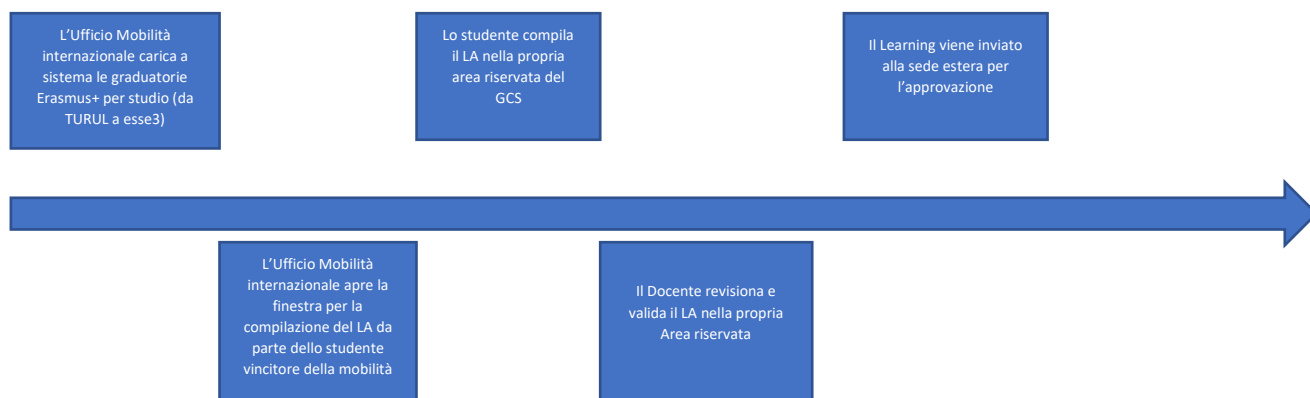 L'Ufficio Mobilità
internazionale carica a
sistema le graduatorie
Erasmus+ per studio (da
TURUL a esse3)
L'Ufficio Mobilità
internazionale apre la
finestra per la
compilazione del LA da
parte dello studente
vincitore della mobilità
Lo studente compila
il LA nella propria
area riservata del
GCS
Il Docente revisiona e
valida il LA nella propria
Area riservata
Il Learning viene inviato
alla sede estera per
l'approvazione